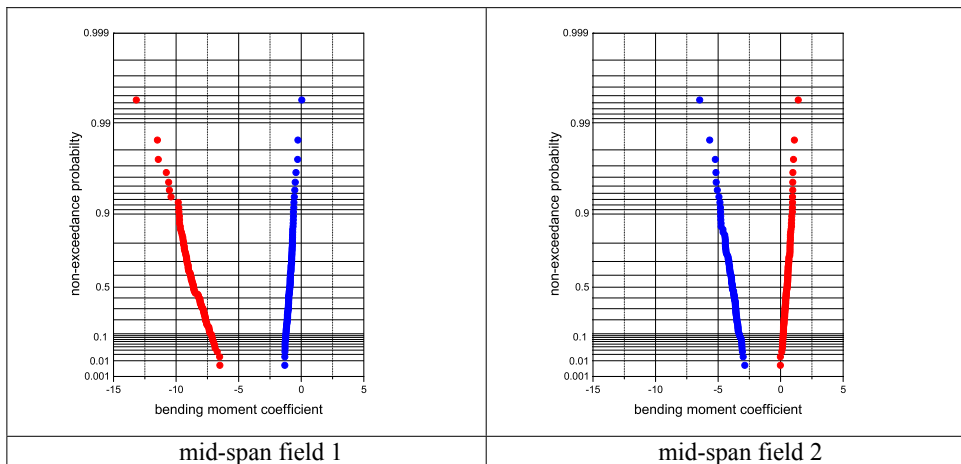 0.999
0.99
0.9
0.5
0.1
0.01
0.001
non-exceedance probabilty
-15 -10 -5 0 5
bending moment coefficient
mid-span field 1
0.999
0.99
0.9
0.5
0.1
0.01
0.001
non-exceedance probabilty
-15 -10 -5 0 5
bending moment coefficient
mid-span field 2